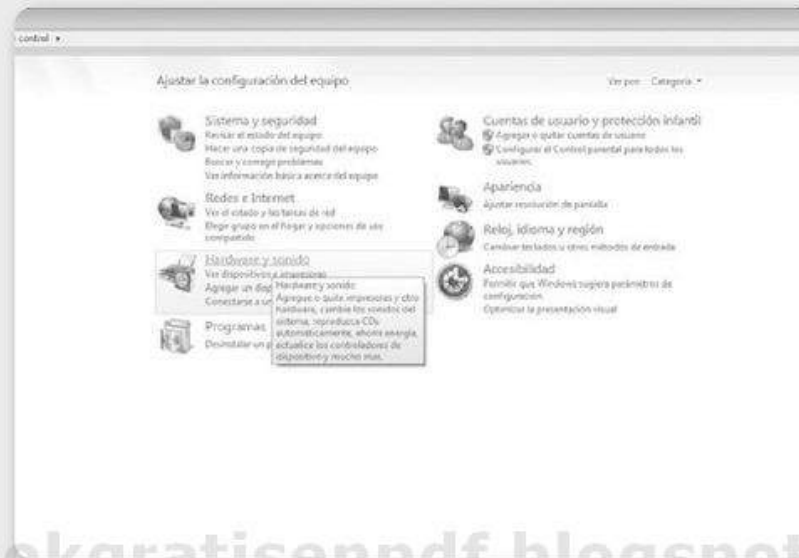 control
Ajustar la configuración del equipo
Ver por: Categoría
Sistema y seguridad
Revisar el estado del equipo
Hacer una copia de seguridad del equipo
Buscar y corregir problemas
Ver información básica acerca del equipo
Redes e Internet
Ver el estado y las tareas de red
Elegir grupo en el hogar y opciones de uso
compartido
Hardware y sonido
Ver dispositivos e impresoras
Agregar un disp
Conectarse a un
Programas
Desinstalar un p
Hardware y sonido
Agregue o quite impresoras y otro
hardware, cambie los sonidos del
sistema, reproduzca CDs
automáticamente, ahorre energía,
actualice los controladores de
dispositivo y mucho más.
Cuentas de usuario y protección infantil
Agregar o quitar cuentas de usuario
Configurar el Control parental para todos los
usuarios
Apariencia
Ajustar resolución de pantalla
Reloj, idioma y región
Cambiar teclados u otros métodos de entrada
Accesibilidad
Permitir que Windows sugiera parámetros de
configuración
Optimizar la presentación visual
okgratisenpdf.blogspot